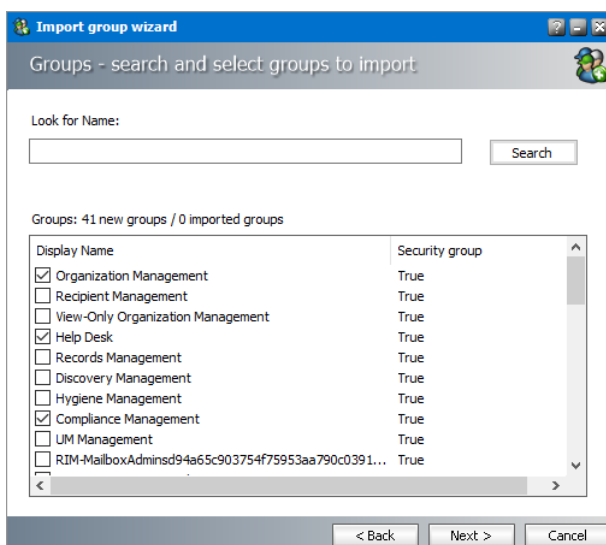 Import group wizard
Groups - search and select groups to import
Look for Name:
Search
Groups: 41 new groups / 0 imported groups
Display Name Security group
Organization Management True
Recipient Management True
View-Only Organization Management True
Help Desk True
Records Management True
Discovery Management True
Hygiene Management True
Compliance Management True
UM Management True
RIM-MailboxAdminsd94a65c903754f75953aa790c0391... True
< Back Next > Cancel